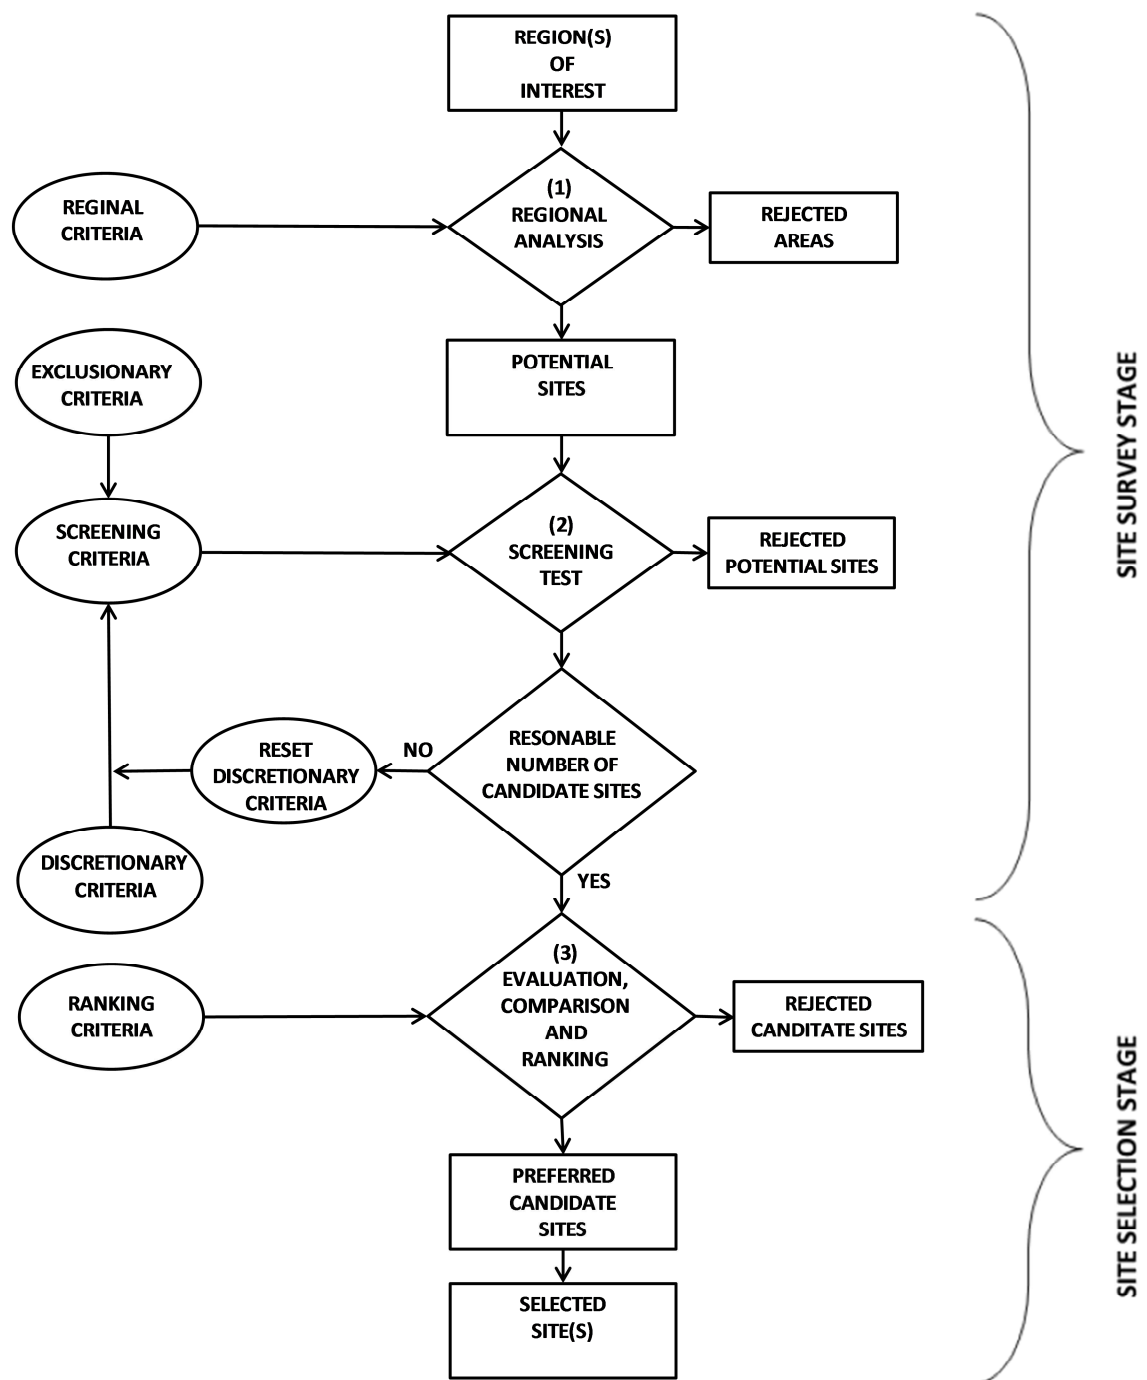 REGION(S)
OF
INTEREST
(1)
REGIONAL
ANALYSIS
REGINAL
CRITERIA
REJECTED
AREAS
POTENTIAL
SITES
EXCLUSIONARY
CRITERIA
SCREENING
CRITERIA
(2)
SCREENING
TEST
REJECTED
POTENTIAL SITES
RESONABLE
NUMBER OF
CANDIDATE SITES
NO
RESET
DISCRETIONARY
CRITERIA
DISCRETIONARY
CRITERIA
YES
(3)
EVALUATION,
COMPARISON
AND
RANKING
RANKING
CRITERIA
REJECTED
CANDITATE SITES
PREFERRED
CANDIDATE
SITES
SELECTED
SITE(S)
SITE SURVEY STAGE
SITE SELECTION STAGE